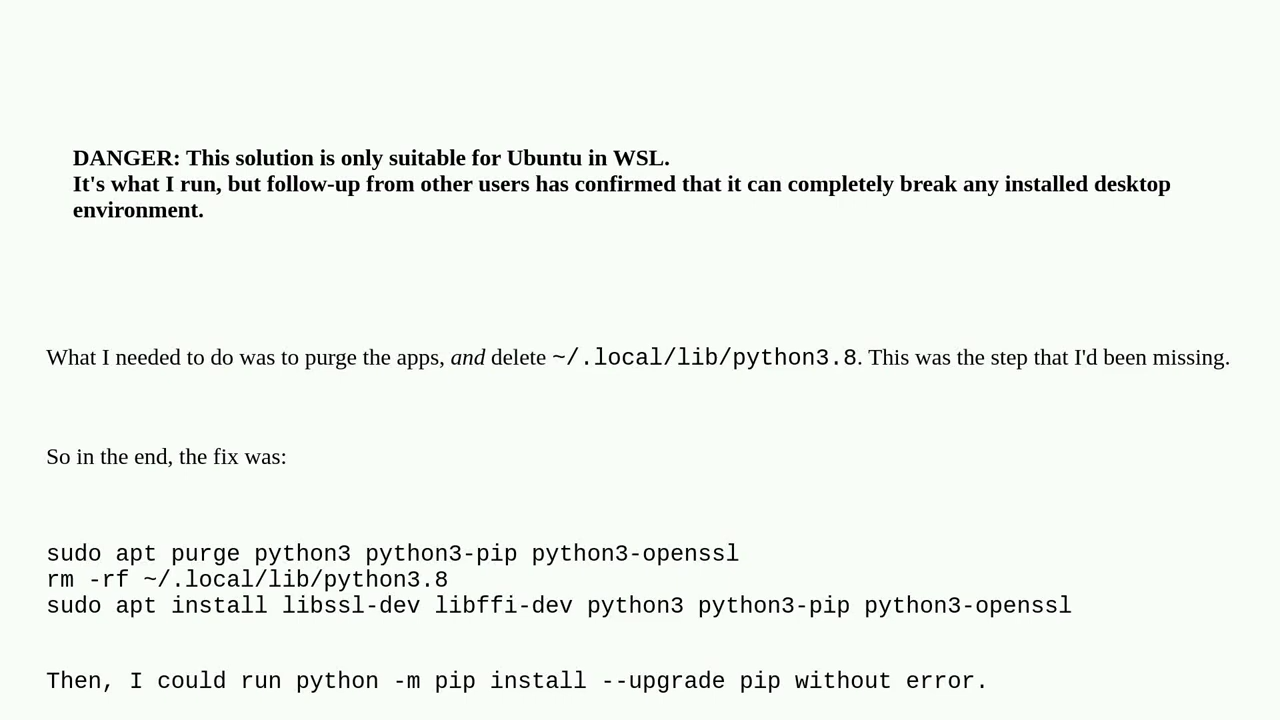 DANGER: This solution is only suitable for Ubuntu in WSL.
It's what I run, but follow-up from other users has confirmed that it can completely break any installed desktop
environment.
What I needed to do was to purge the apps, and delete ~/.local/lib/python3.8. This was the step that I'd been missing.
So in the end, the fix was:
sudo apt purge python3 python3-pip python3-openssl
rm -rf ~/.local/lib/python3.8
sudo apt install libssl-dev libffi-dev python3 python3-pip python3-openssl
Then, I could run python -m pip install --upgrade pip without error.